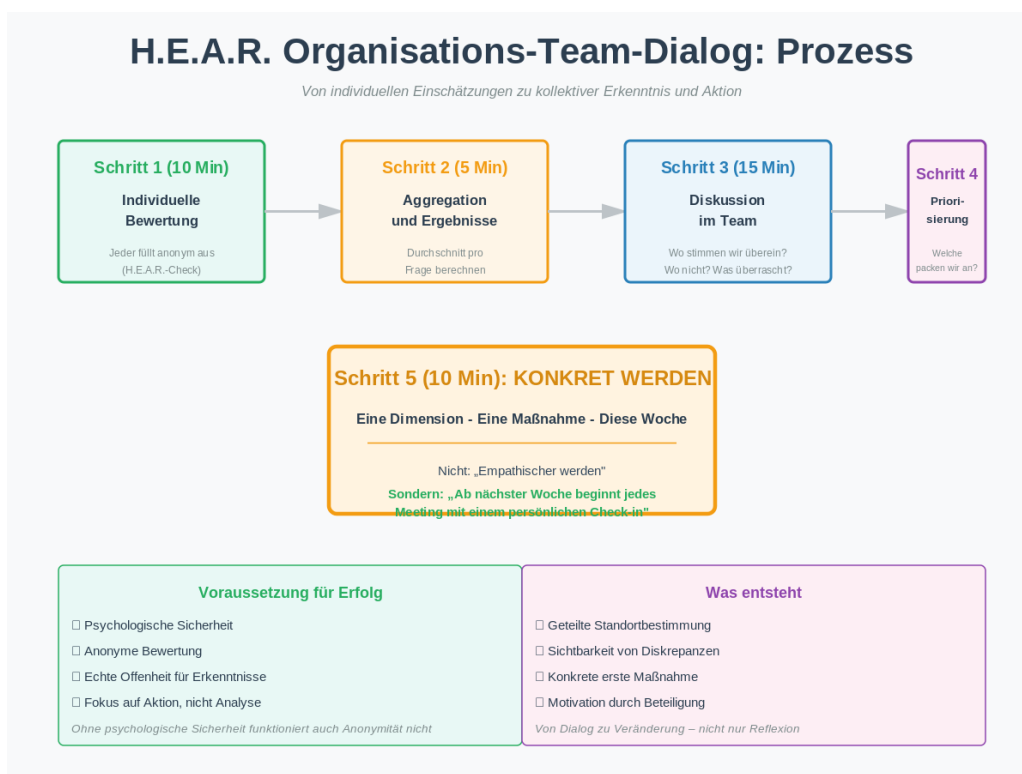 H.E.A.R. Organisations-Team-Dialog: Prozess
Von individuellen Einschätzungen zu kollektiver Erkenntnis und Aktion
Schritt 1 (10 Min)
Individuelle
Bewertung
Jeder füllt anonym aus
(H.E.A.R.-Check)
Schritt 2 (5 Min)
Aggregation
und Ergebnisse
Durchschnitt pro
Frage berechnen
Schritt 3 (15 Min)
Diskussion
im Team
Wo stimmen wir überein?
Wo nicht? Was überrascht?
Schritt 4
Priori-
sierung
Welche
packen wir an?
Schritt 5 (10 Min): KONKRET WERDEN
Eine Dimension - Eine Maßnahme - Diese Woche
Nicht: „Empathischer werden"
Sondern: „Ab nächster Woche beginnt jedes
Meeting mit einem persönlichen Check-in"
Voraussetzung für Erfolg
Psychologische Sicherheit
Anonyme Bewertung
Echte Offenheit für Erkenntnisse
Fokus auf Aktion, nicht Analyse
Ohne psychologische Sicherheit funktioniert auch Anonymität nicht
Was entsteht
Geteilte Standortbestimmung
Sichtbarkeit von Diskrepanzen
Konkrete erste Maßnahme
Motivation durch Beteiligung
Von Dialog zu Veränderung – nicht nur Reflexion